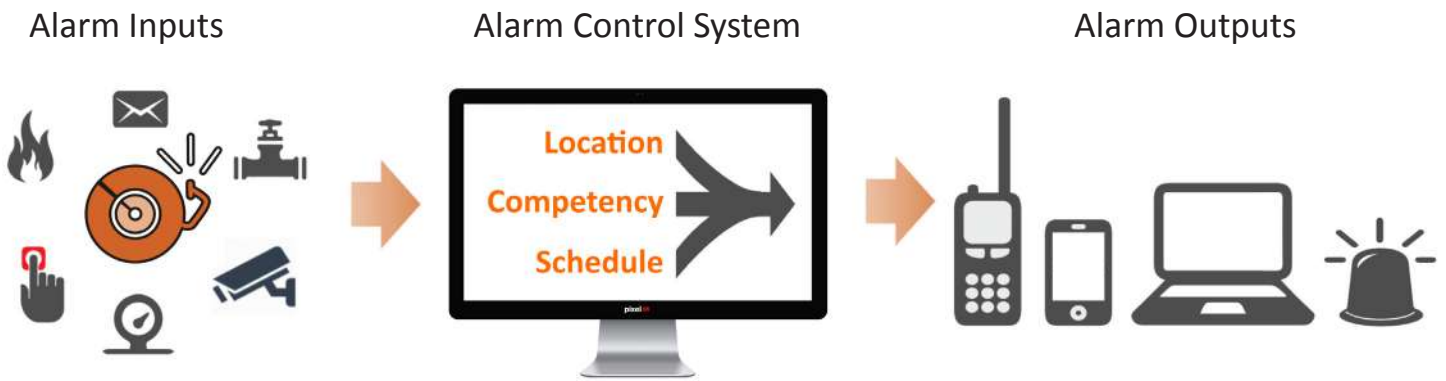 Alarm Inputs
Alarm Control System
Alarm Outputs
Location
Competency
Schedule